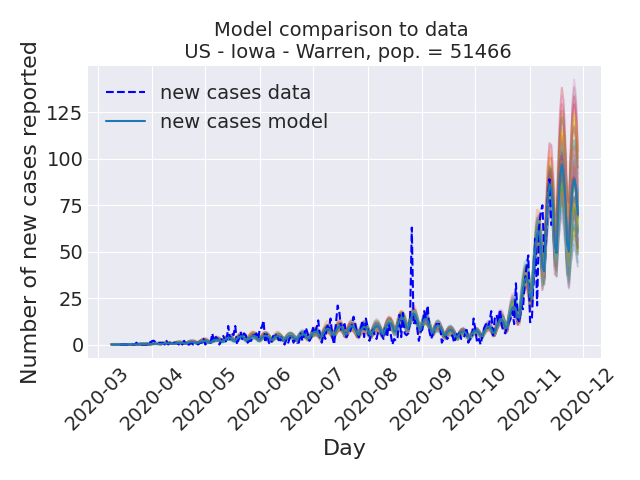 Model comparison to data
US - Iowa - Warren, pop. = 51466
Number of new cases reported
new cases data
new cases model
125
100
75
50
25
0
2020-03
2020-04
2020-05
2020-06
2020-07
2020-08
2020-09
2020-10
2020-11
2020-12
Day